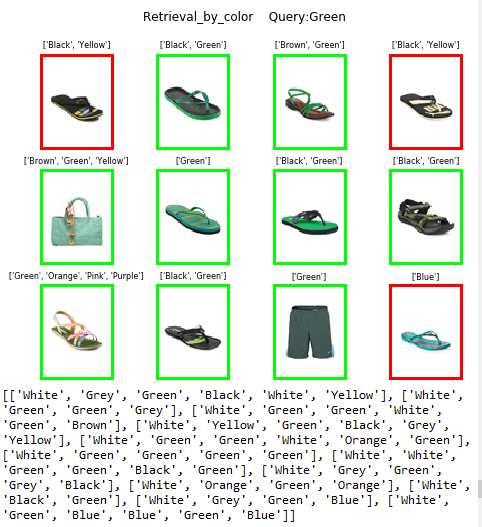 Retrieval_by_color    Query:Green
['Black', 'Yellow'] ['Black', 'Green'] ['Brown', 'Green'] ['Black', 'Yellow']
['Brown', 'Green', 'Yellow'] ['Green'] ['Black', 'Green'] ['Black', 'Green']
['Green', 'Orange', 'Pink', 'Purple'] ['Black', 'Green'] ['Green'] ['Blue']
[['White', 'Grey', 'Green', 'Black', 'White', 'Yellow'], ['White',
'Green', 'Green', 'Grey'], ['White', 'Green', 'Green', 'White',
'Green', 'Brown'], ['White', 'Yellow', 'Green', 'Black', 'Grey',
'Yellow'], ['White', 'Green', 'Green', 'White', 'Orange', 'Green'],
['White', 'Green', 'Green', 'Green', 'Green'], ['White', 'White',
'Green', 'Green', 'Black', 'Green'], ['White', 'Grey', 'Green',
'Grey', 'Black'], ['White', 'Orange', 'Green', 'Orange'], ['White',
'Black', 'Green'], ['White', 'Grey', 'Green', 'Blue'], ['White',
'Green', 'Blue', 'Blue', 'Green', 'Blue']]